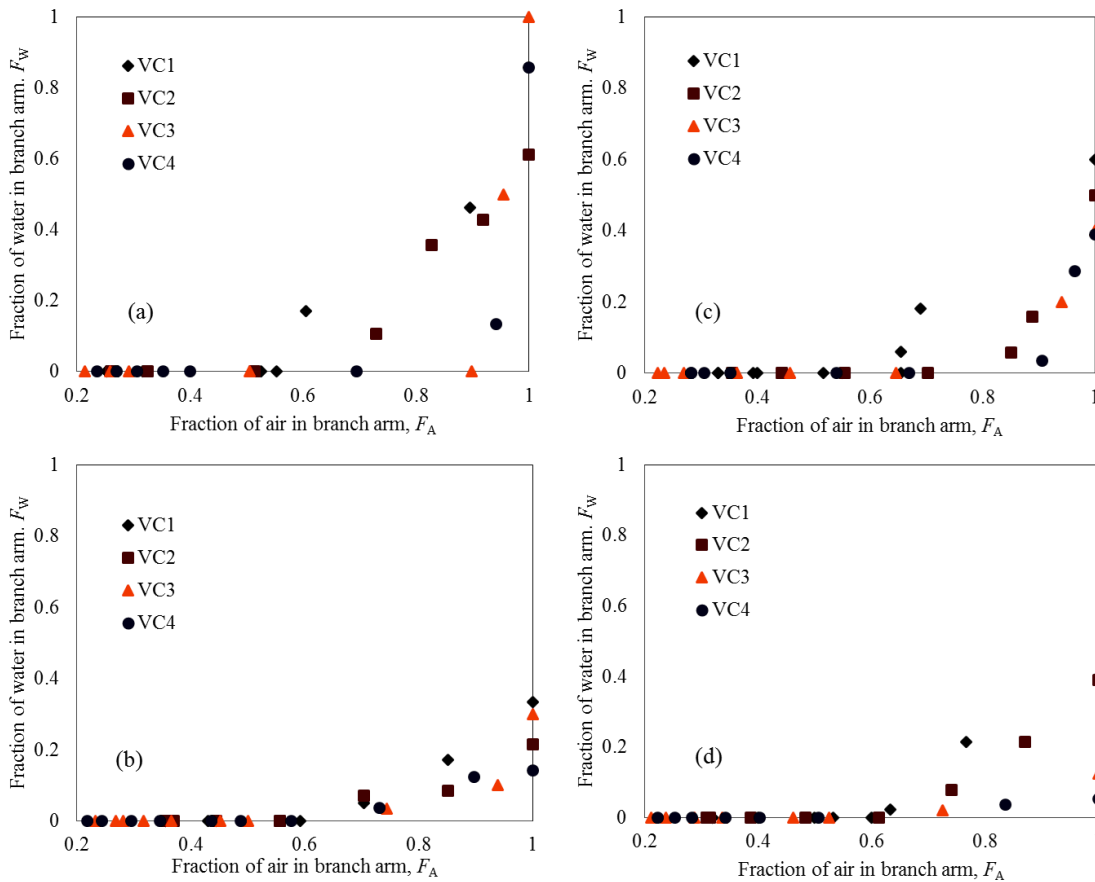 1
0.8
0.6
0.4
0.2
0
0.2
0.4
0.6
0.8
1
Fraction of water in branch arm. FW
Fraction of air in branch arm, FA
VC1
VC2
VC3
VC4
(a)
1
0.8
0.6
0.4
0.2
0
0.2
0.4
0.6
0.8
1
Fraction of water in branch arm. FW
Fraction of air in branch arm, FA
VC1
VC2
VC3
VC4
(c)
1
0.8
0.6
0.4
0.2
0
0.2
0.4
0.6
0.8
1
Fraction of water in branch arm. FW
Fraction of air in branch arm, FA
VC1
VC2
VC3
VC4
(b)
1
0.8
0.6
0.4
0.2
0
0.2
0.4
0.6
0.8
Fraction of water in branch arm. FW
Fraction of air in branch arm, FA
VC1
VC2
VC3
VC4
(d)